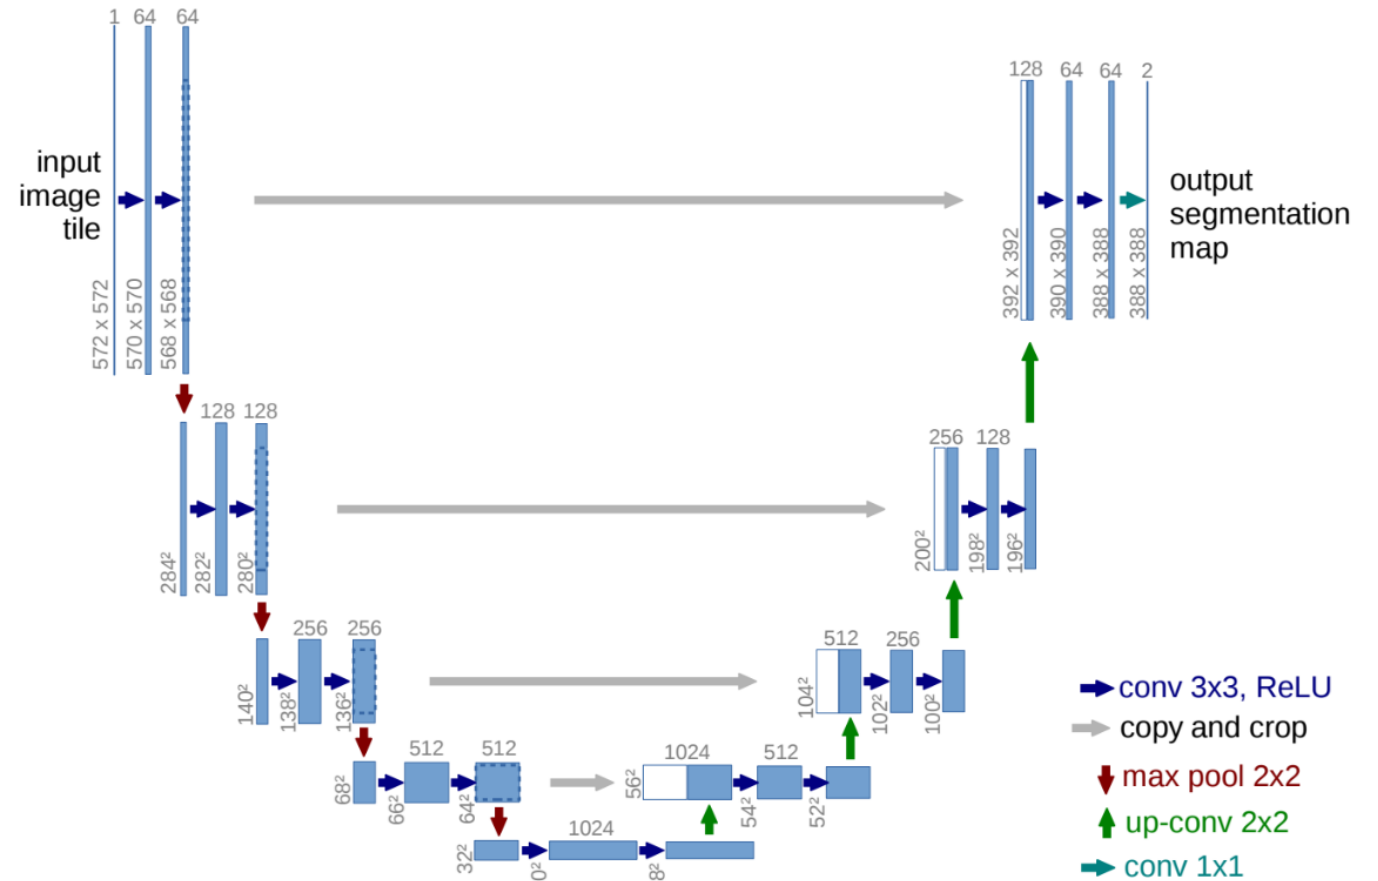 1 64 64
input
image
tile
572 x 572
570 x 570
568 x 568
128 64 64 2
output
segmentation
map
392 x 392
390 x 390
388 x 388
388 x 388
128 128
284²
282²
280²
256 128
200²
198²
196²
256 256
140²
138²
136²
512 256
104²
102²
100²
512 512
68²
66²
64²
1024 512
56²
54²
52²
1024
32²
0²
8²
conv 3x3, ReLU
copy and crop
max pool 2x2
up-conv 2x2
conv 1x1